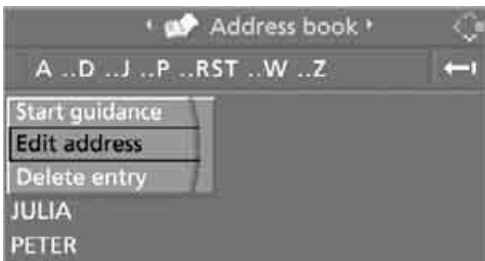 Address book
A ..D ..J ..P ..RST ..W ..Z
Start guidance
Edit address
Delete entry
JULIA
PETER